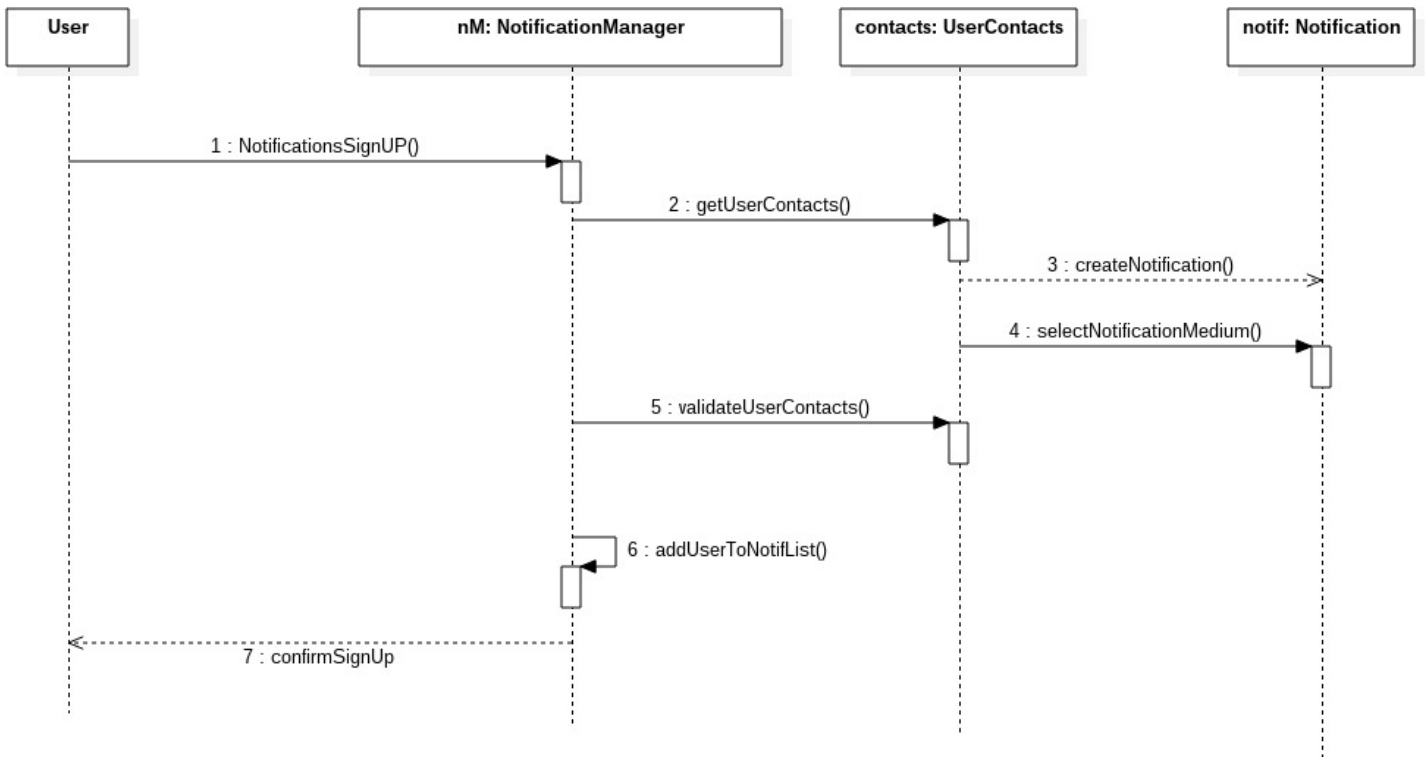 User
nM: NotificationManager
contacts: UserContacts
notif: Notification
1 : NotificationsSignUP()
2 : getUserContacts()
3 : createNotification()
4 : selectNotificationMedium()
5 : validateUserContacts()
6 : addUserToNotifList()
7 : confirmSignUp